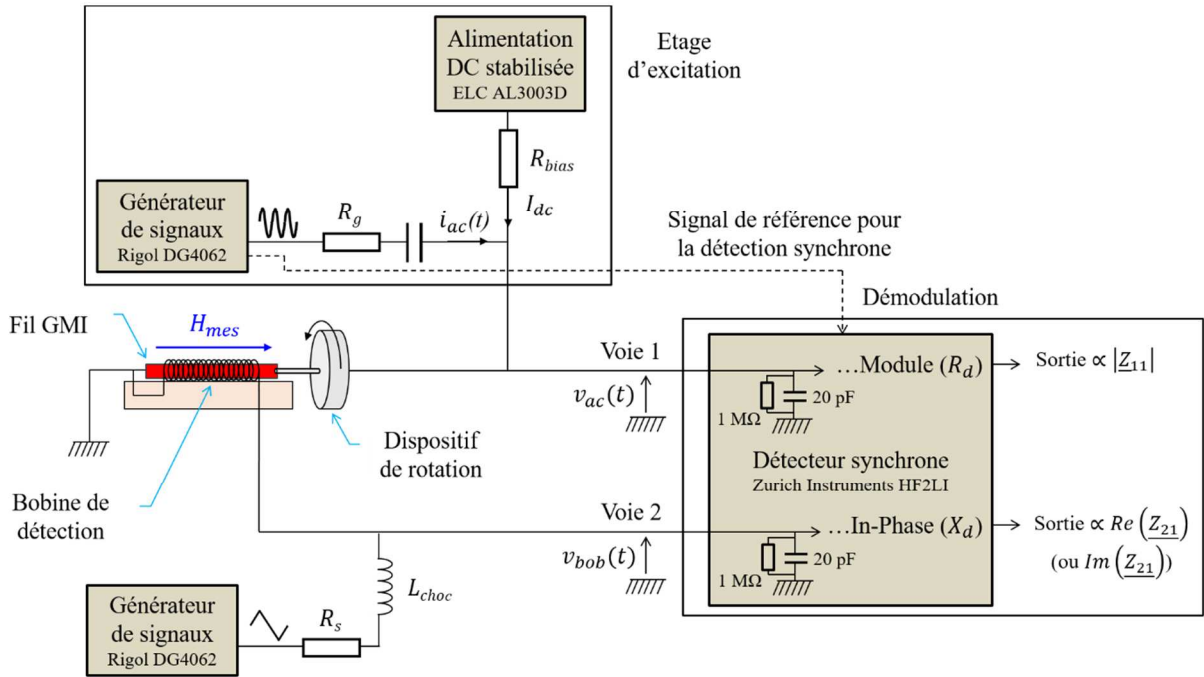 Alimentation
DC stabilisée
ELC AL3003D
Etage
d'excitation
R_bias
I_dc
Générateur
de signaux
Rigol DG4062
R_g
i_ac(t)
Signal de référence pour
la détection synchrone
Démodulation
Fil GMI
H_mes
Voie 1
v_ac(t)
…Module (R_d)
1 MΩ
20 pF
Sortie ∝ |Z_11|
Dispositif
de rotation
Détecteur synchrone
Zurich Instruments HF2LI
Bobine de
détection
Voie 2
v_bob(t)
…In-Phase (X_d)
1 MΩ
20 pF
Sortie ∝ Re (Z_21)
(ou Im (Z_21))
L_choc
Générateur
de signaux
Rigol DG4062
R_s